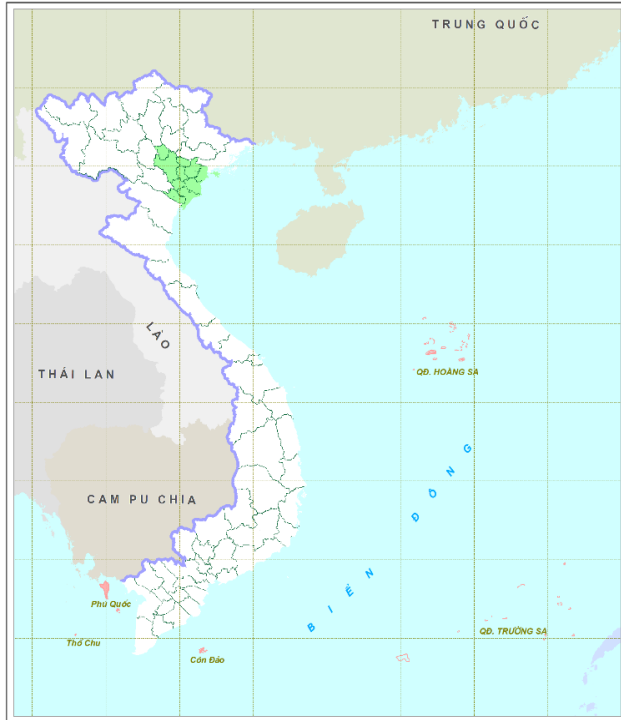 TRUNG QUỐC
LÀO
THÁI LAN
QĐ. HOÀNG SA
CAM PU CHIA
BIỂN ĐÔNG
Phú Quốc
Thổ Chu
Côn Đảo
QĐ. TRƯỜNG SA